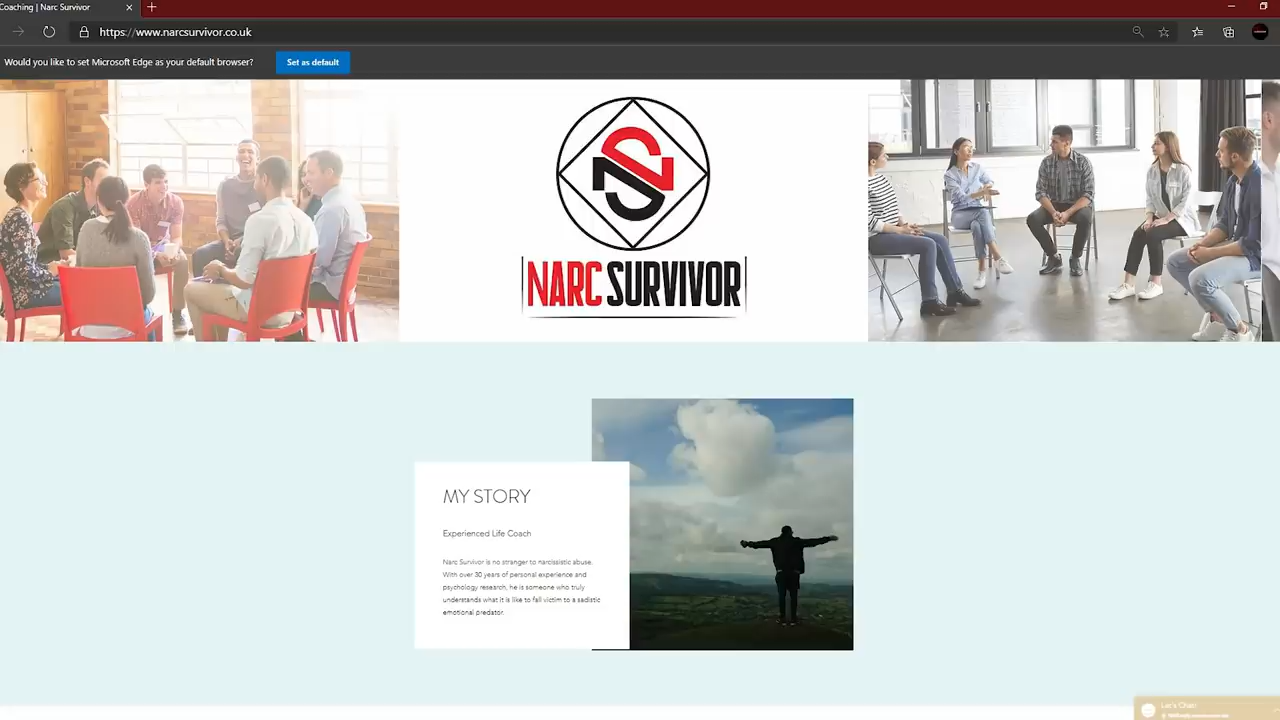 Coaching | Narc Survivor
https://www.narcsurvivor.co.uk
Would you like to set Microsoft Edge as your default browser?
Set as default
NARC SURVIVOR
MY STORY
Experienced Life Coach
Narc Survivor is no stranger to narcissistic abuse.
With over 30 years of personal experience and
psychology research, he is someone who truly
understands what it is like to fall victim to a sadistic
emotional predator.
Let's Chat!